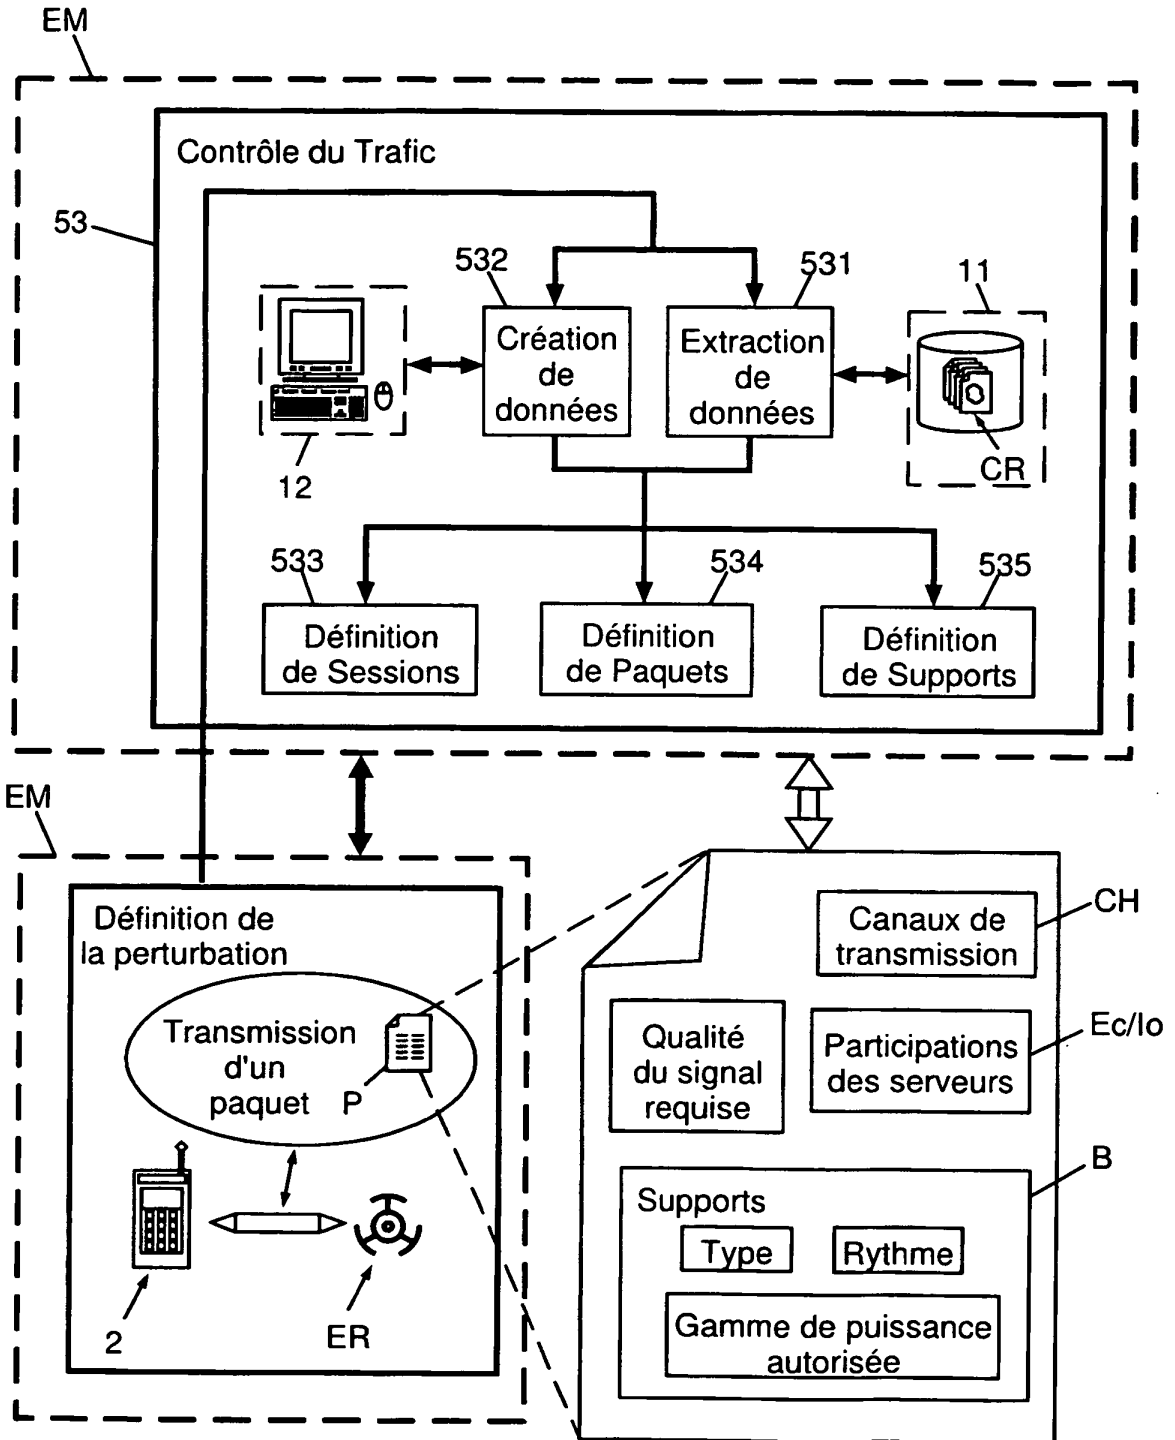 EM
Contrôle du Trafic
53
532
531
11
Création
de
données
Extraction
de
données
12
CR
533
534
535
Définition
de Sessions
Définition
de Paquets
Définition
de Supports
EM
Définition de
la perturbation
Transmission
d'un
paquet
P
2
ER
Canaux de
transmission
CH
Qualité
du signal
requise
Participations
des serveurs
Ec/Io
B
Supports
Type
Rythme
Gamme de puissance
autorisée